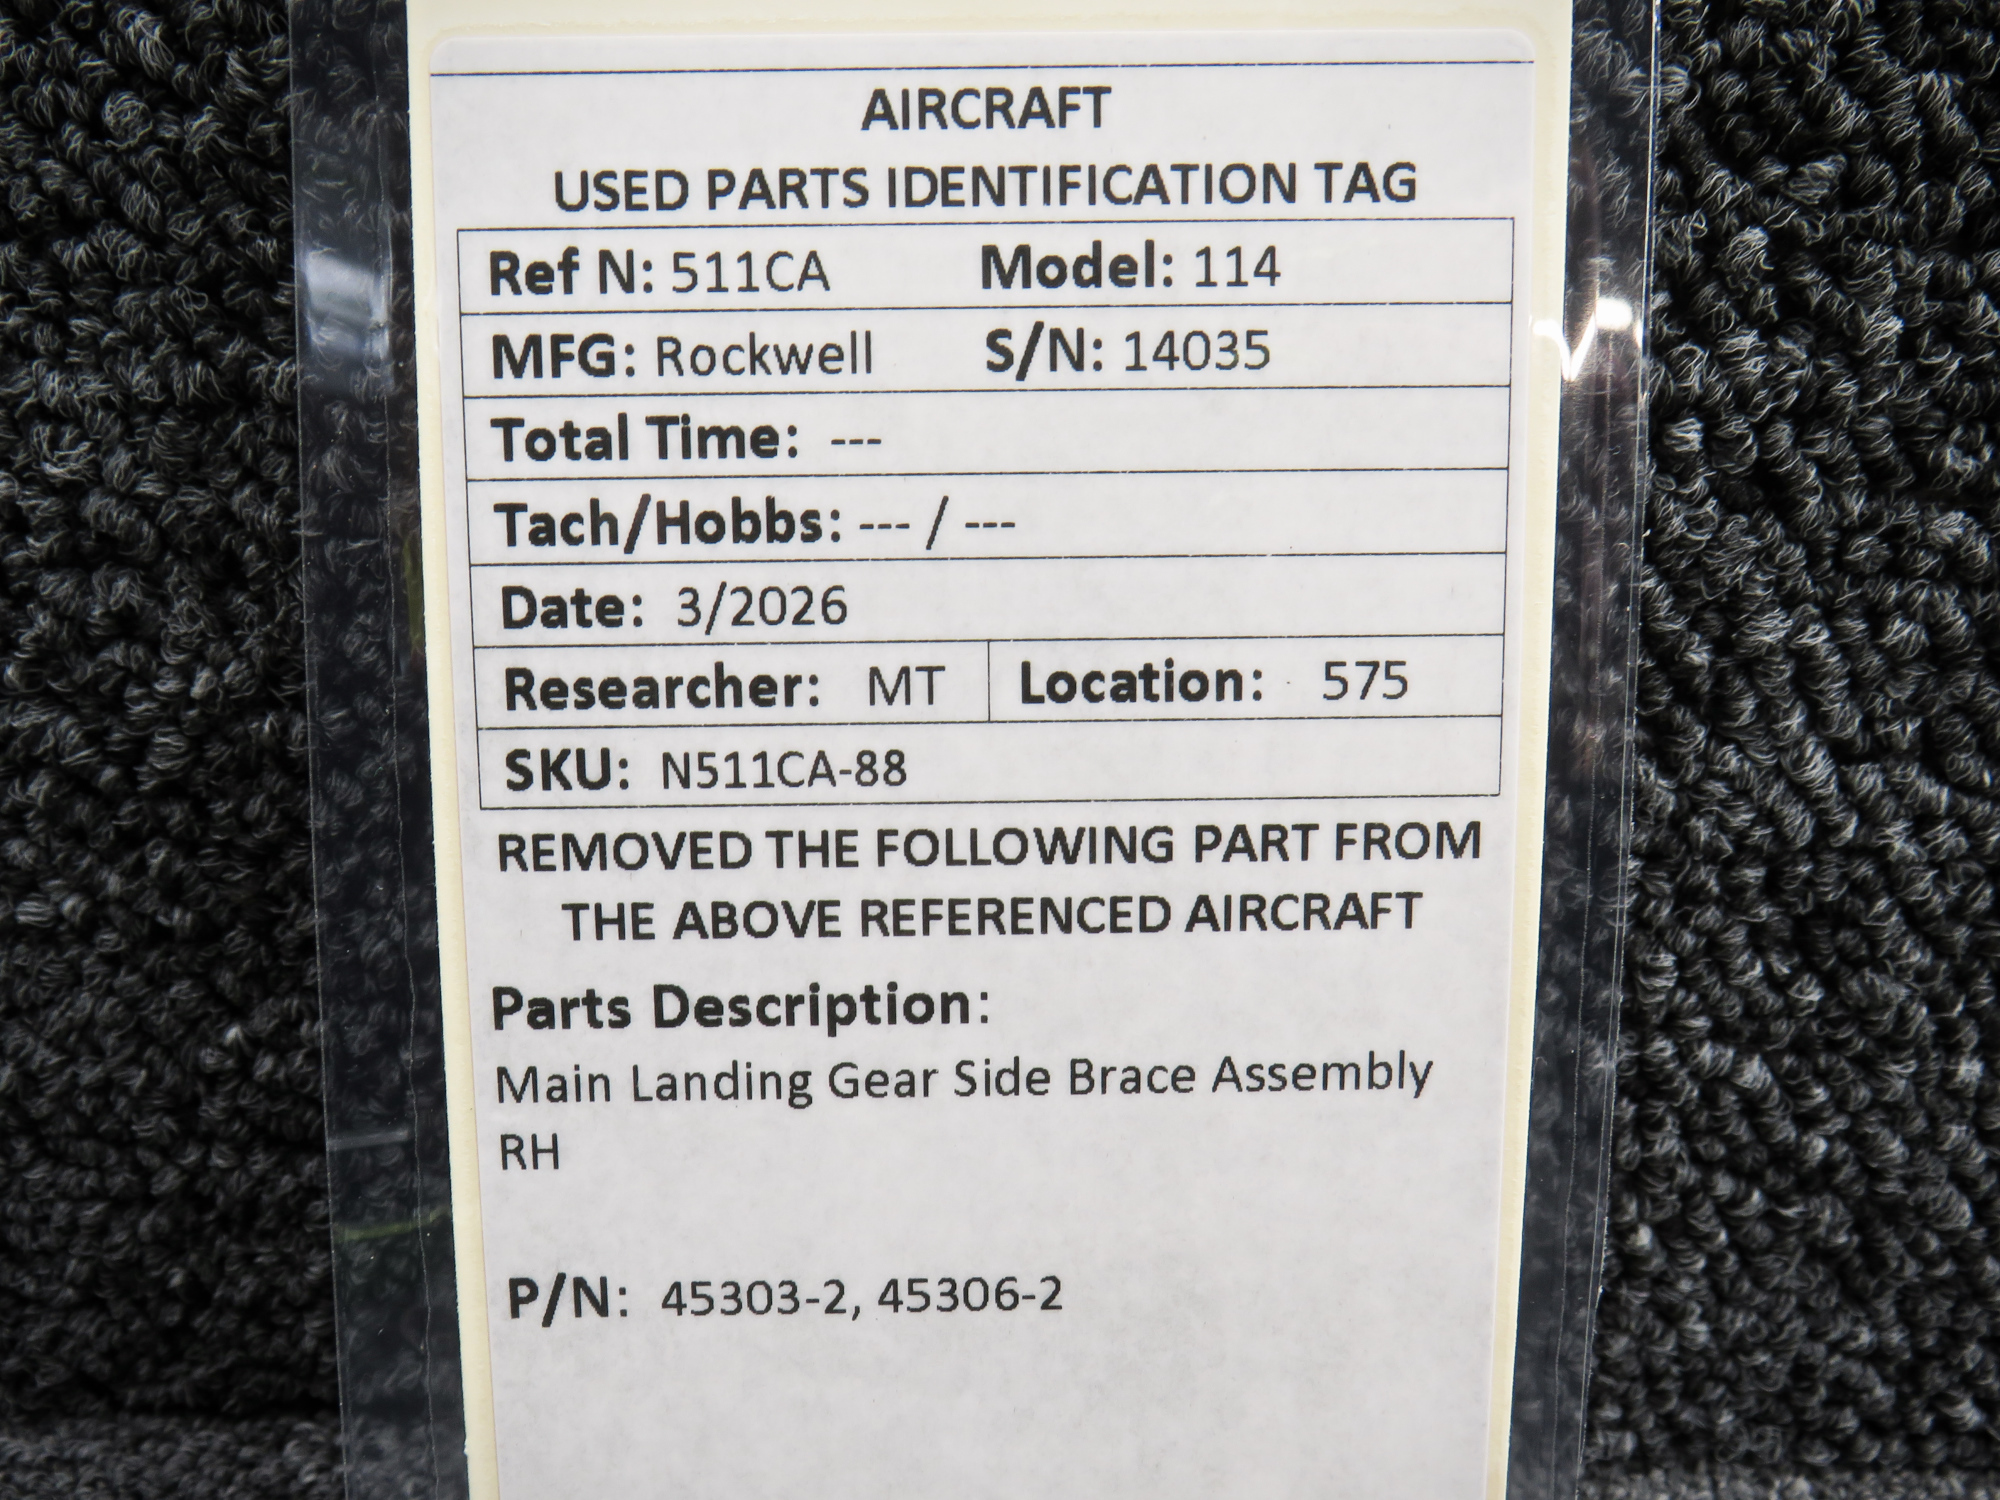 AIRCRAFT
USED PARTS IDENTIFICATION TAG
Ref N: 511CA Model: 114
MFG: Rockwell S/N: 14035
Total Time: ---
Tach/Hobbs: --- / ---
Date: 3/2026
Researcher: MT Location: 575
SKU: N511CA-88
REMOVED THE FOLLOWING PART FROM
THE ABOVE REFERENCED AIRCRAFT
Parts Description:
Main Landing Gear Side Brace Assembly
RH
P/N: 45303-2, 45306-2